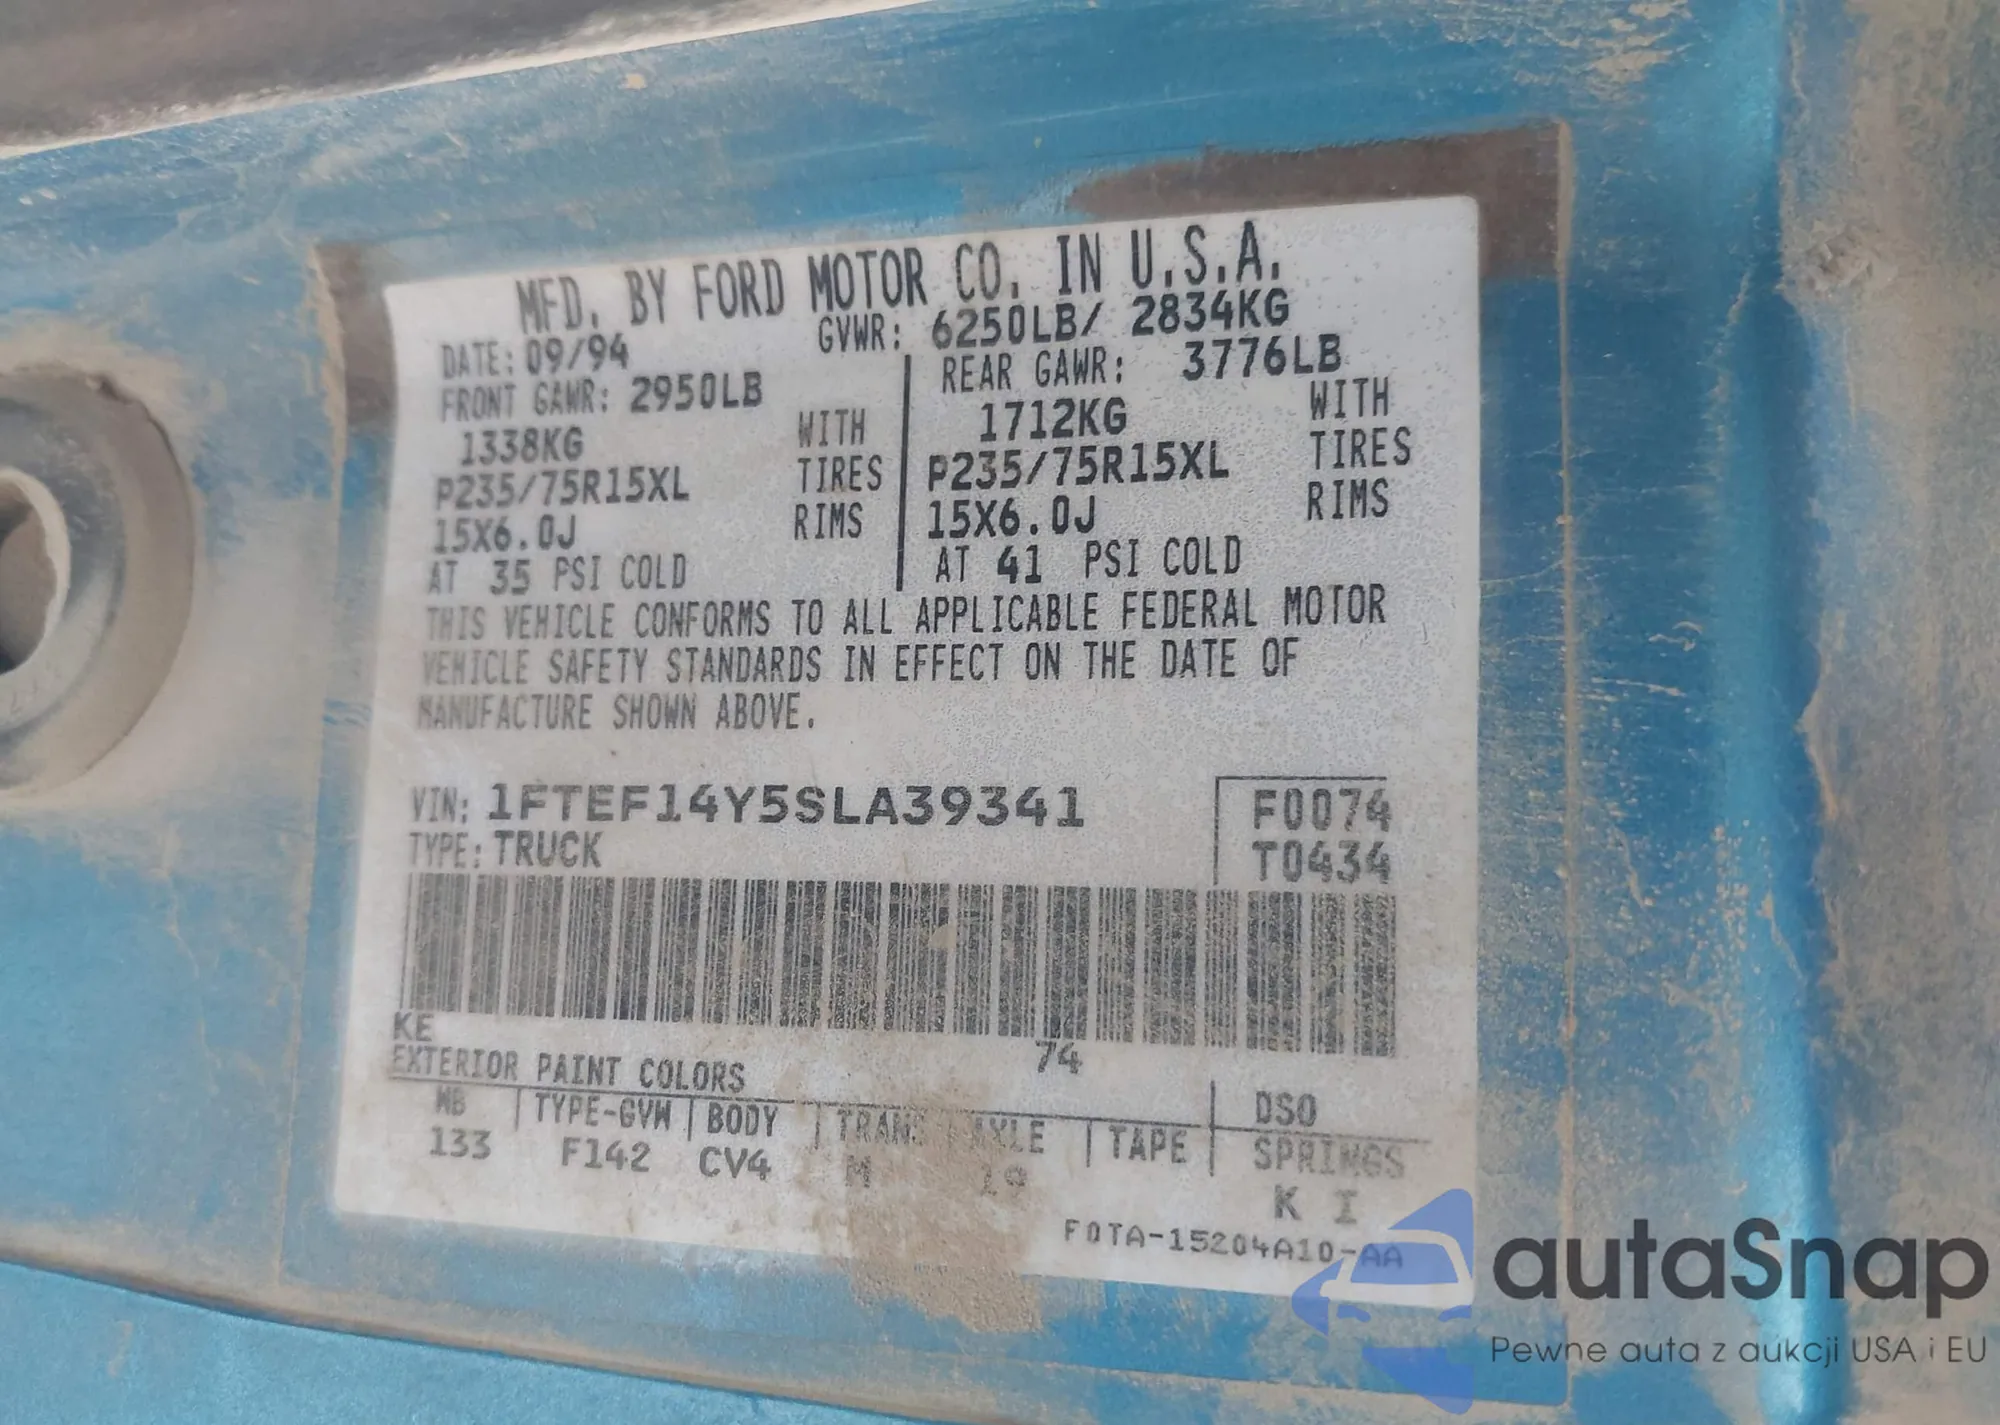 MFD. BY FORD MOTOR CO. IN U.S.A.
DATE: 09/94 GVWR: 6250LB/ 2834KG
FRONT GAWR: 2950LB REAR GAWR: 3776LB
1338KG WITH 1712KG WITH
P235/75R15XL TIRES P235/75R15XL TIRES
15X6.0J RIMS 15X6.0J RIMS
AT 35 PSI COLD AT 41 PSI COLD
THIS VEHICLE CONFORMS TO ALL APPLICABLE FEDERAL MOTOR
VEHICLE SAFETY STANDARDS IN EFFECT ON THE DATE OF
MANUFACTURE SHOWN ABOVE.
VIN: 1FTEF14Y5SLA39341 F0074
TYPE: TRUCK T0434
KE 74
EXTERIOR PAINT COLORS DSO
WB TYPE-GVW BODY TRANS AXLE TAPE SPRINGS
133 F142 CV4 M 19 K I
F0TA-15204A10-AA
autaSnap
Pewne auta z aukcji USA i EU